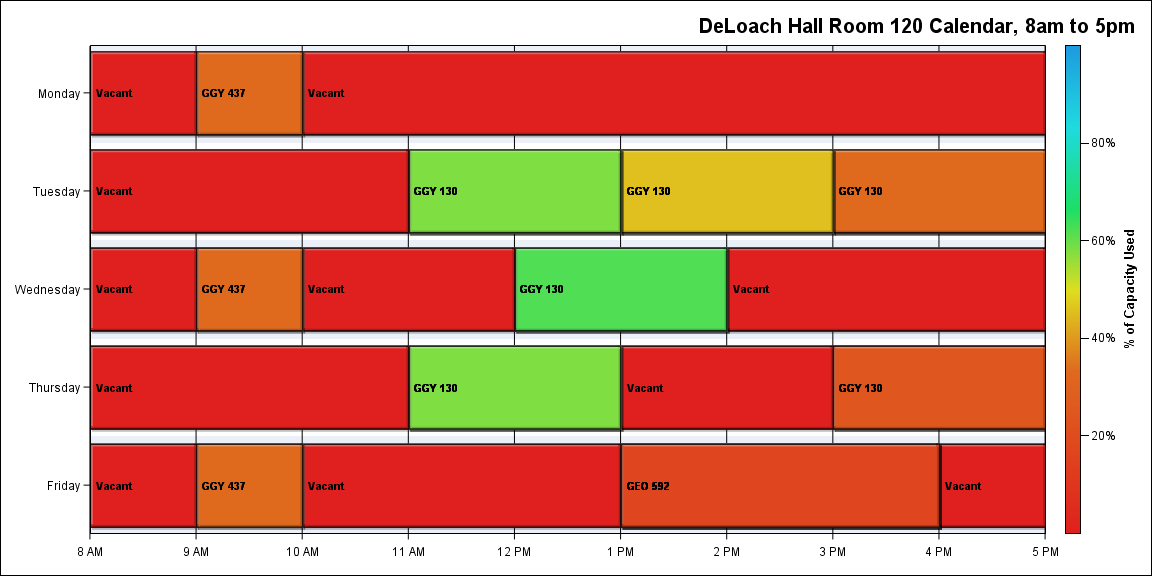 DeLoach Hall Room 120 Calendar, 8am to 5pm
Monday
Vacant
GGY 437
Vacant
Tuesday
Vacant
GGY 130
GGY 130
GGY 130
Wednesday
Vacant
GGY 437
Vacant
GGY 130
Vacant
Thursday
Vacant
GGY 130
Vacant
GGY 130
Friday
Vacant
GGY 437
Vacant
GEO 592
Vacant
8 AM
9 AM
10 AM
11 AM
12 PM
1 PM
2 PM
3 PM
4 PM
5 PM
80%
60%
40%
20%
% of Capacity Used